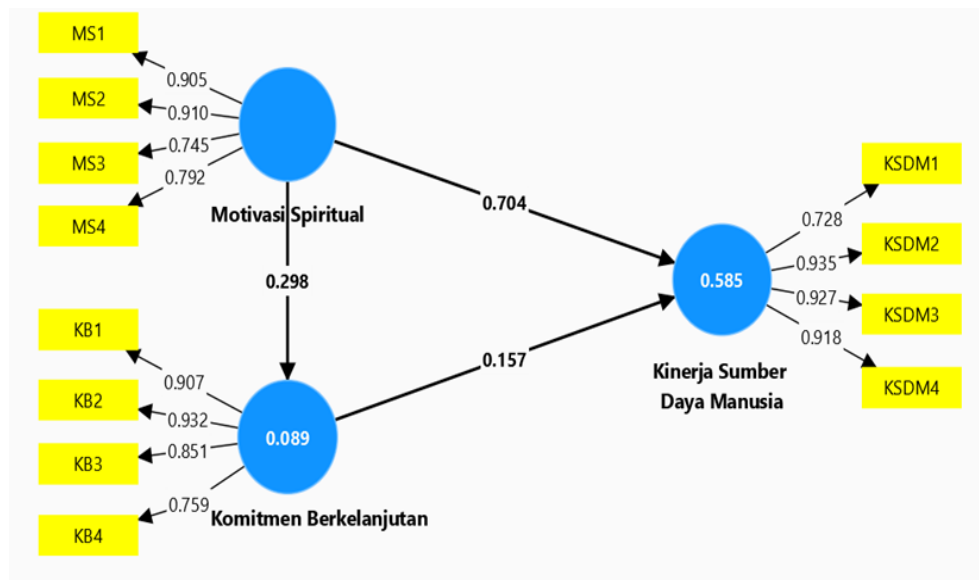 MS1
0.905
MS2
0.910
MS3
0.745
MS4
0.792
Motivasi Spiritual
0.704
0.298
KB1
0.907
KB2
0.932
KB3
0.851
KB4
0.759
0.089
Komitmen Berkelanjutan
0.157
0.585
Kinerja Sumber
Daya Manusia
KSDM1
0.728
KSDM2
0.935
KSDM3
0.927
KSDM4
0.918